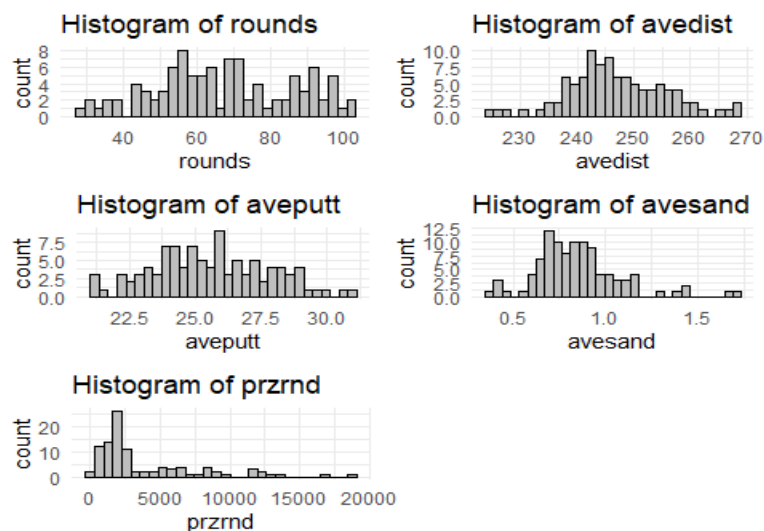 Histogram of rounds
8
6
4
2
0
count
40 60 80 100
rounds
Histogram of avedist
10.0
7.5
5.0
2.5
0.0
count
230 240 250 260 270
avedist
Histogram of aveputt
7.5
5.0
2.5
0.0
count
22.5 25.0 27.5 30.0
aveputt
Histogram of avesand
12.5
10.0
7.5
5.0
2.5
0.0
count
0.5 1.0 1.5
avesand
Histogram of przrnd
20
10
0
count
0 5000 10000 15000 20000
przrnd